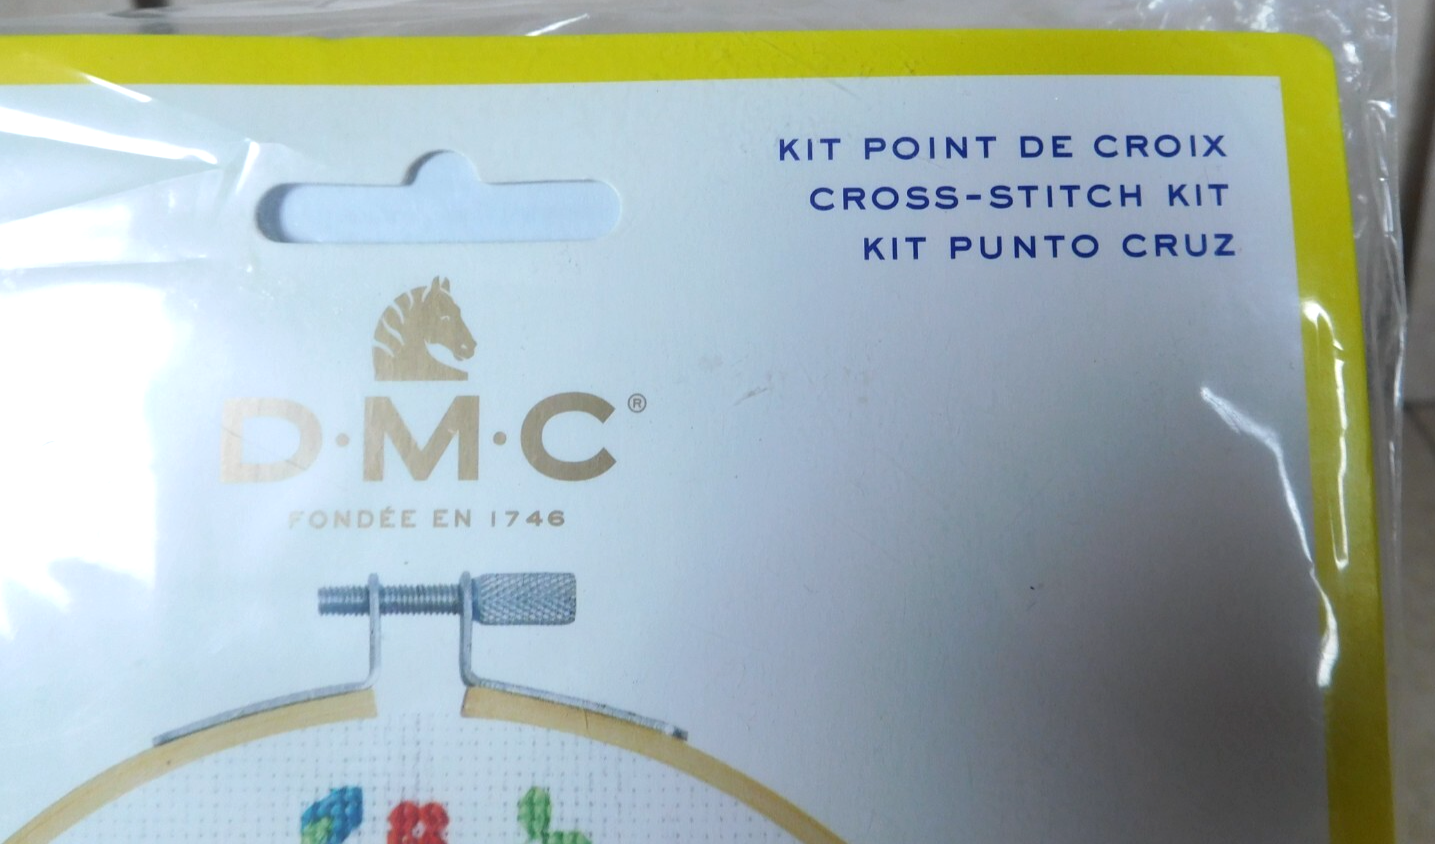 KIT POINT DE CROIX
CROSS-STITCH KIT
KIT PUNTO CRUZ
D·M·C®
FONDÉE EN 1746